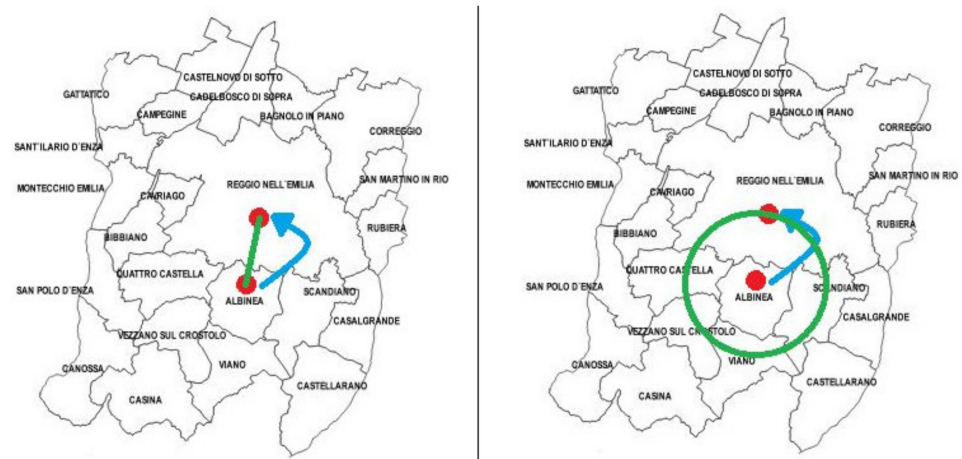 CASTELNOVO DI SOTTO
GATTATICO
CADELBOSCO DI SOPRA
CAMPEGINE
BAGNOLO IN PIANO
CORREGGIO
SANT'ILARIO D'ENZA
SAN MARTINO IN RIO
MONTECCHIO EMILIA
REGGIO NELL'EMILIA
CAVRIAGO
RUBIERA
BIBBIANO
QUATTRO CASTELLA
SAN POLO D'ENZA
SCANDIANO
ALBINEA
CASALGRANDE
VEZZANO SUL CROSTOLO
CANOSSA
VIANO
CASTELLARANO
CASINA
CASTELNOVO DI SOTTO
GATTATICO
CADELBOSCO DI SOPRA
CAMPEGINE
BAGNOLO IN PIANO
CORREGGIO
SANT'ILARIO D'ENZA
SAN MARTINO IN RIO
MONTECCHIO EMILIA
REGGIO NELL'EMILIA
CAVRIAGO
RUBIERA
BIBBIANO
QUATTRO CASTELLA
SAN POLO D'ENZA
SCANDIANO
ALBINEA
CASALGRANDE
VEZZANO SUL CROSTOLO
CANOSSA
VIANO
CASTELLARANO
CASINA